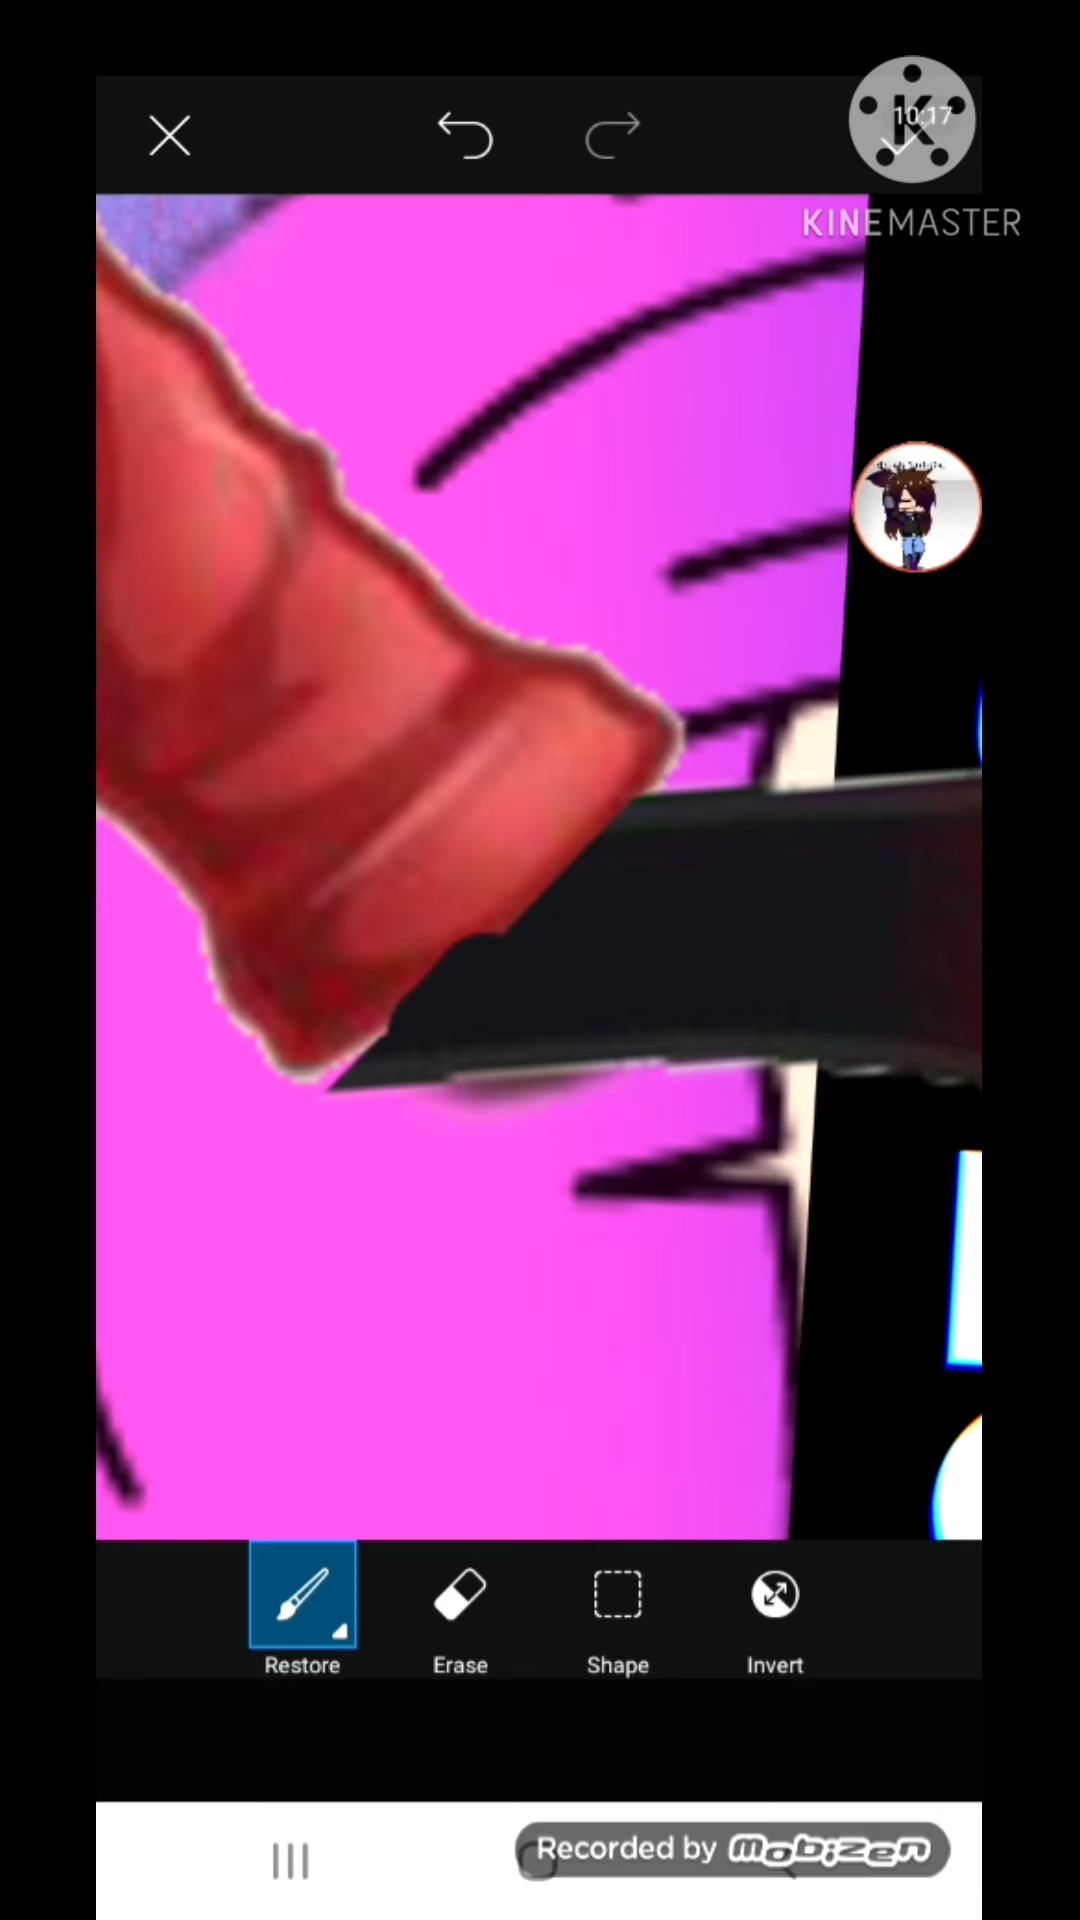 10:17
KINEMASTER
Restore
Erase
Shape
Invert
Recorded by mobizen